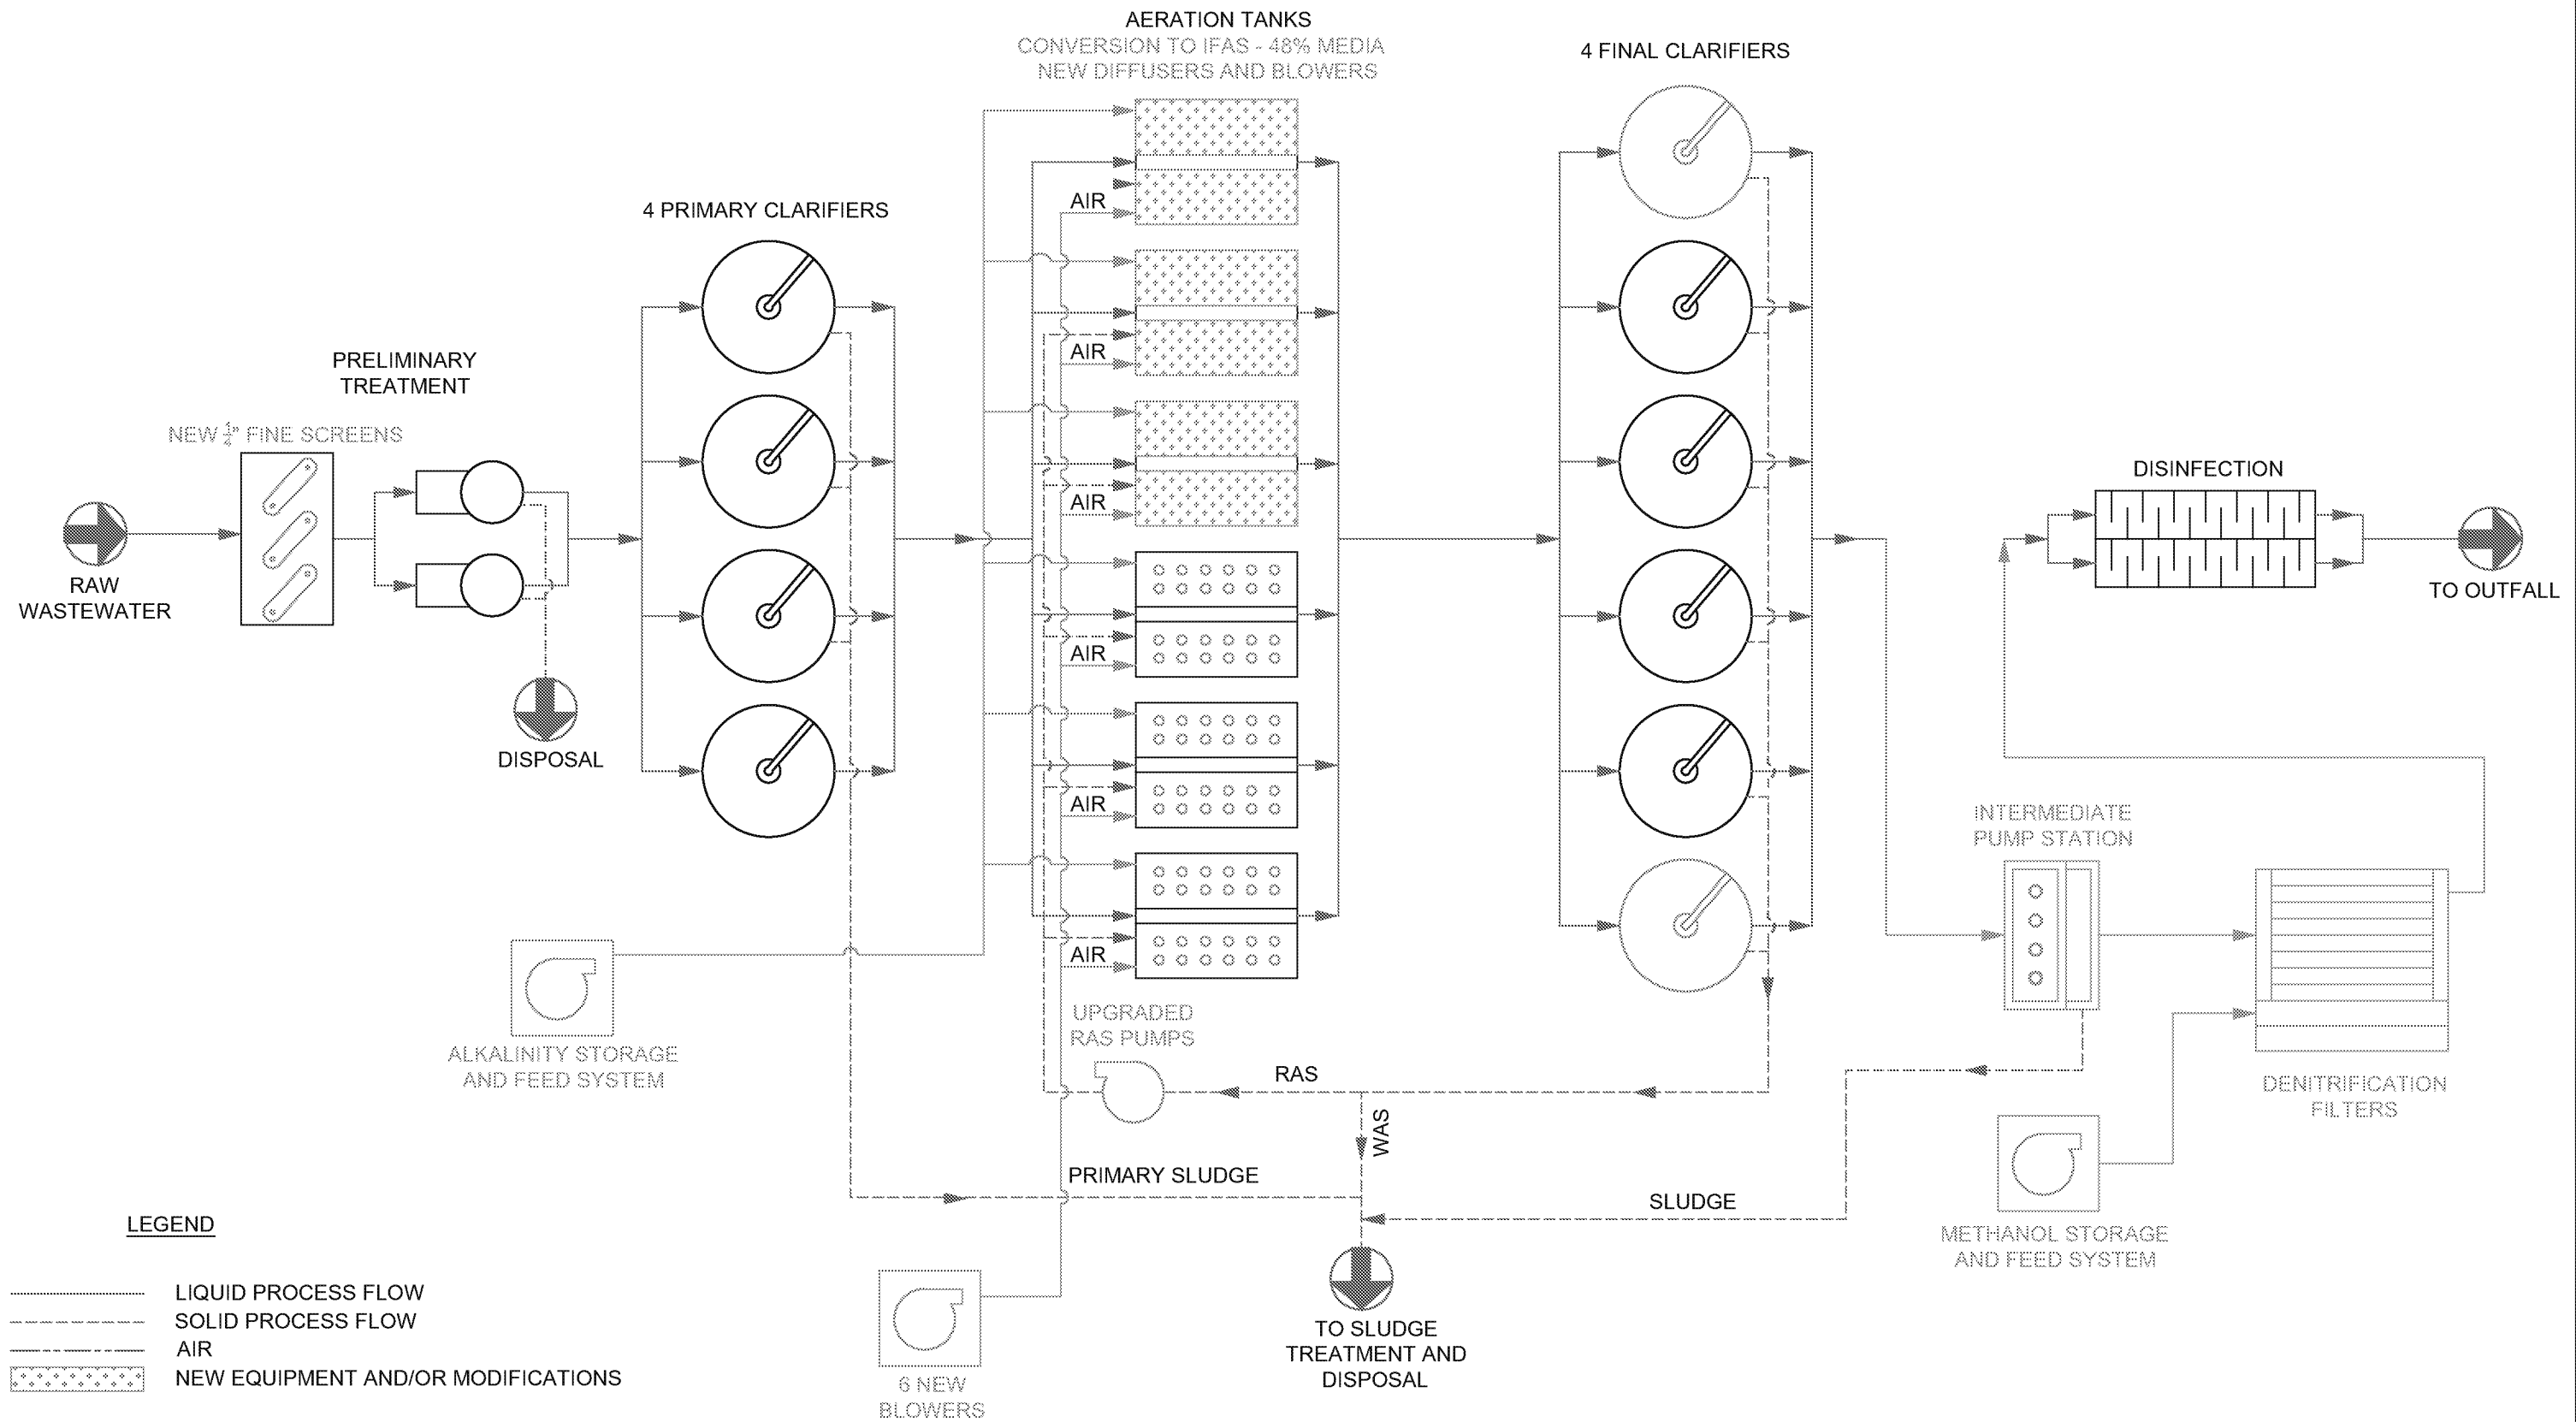 AERATION TANKS
CONVERSION TO IFAS - 48% MEDIA
NEW DIFFUSERS AND BLOWERS
4 FINAL CLARIFIERS
4 PRIMARY CLARIFIERS
PRELIMINARY
TREATMENT
NEW 1/4" FINE SCREENS
RAW
WASTEWATER
DISPOSAL
AIR
AIR
AIR
AIR
AIR
AIR
DISINFECTION
TO OUTFALL
INTERMEDIATE
PUMP STATION
ALKALINITY STORAGE
AND FEED SYSTEM
UPGRADED
RAS PUMPS
RAS
WAS
DENITRIFICATION
FILTERS
PRIMARY SLUDGE
SLUDGE
METHANOL STORAGE
AND FEED SYSTEM
6 NEW
BLOWERS
TO SLUDGE
TREATMENT AND
DISPOSAL
LEGEND
LIQUID PROCESS FLOW
SOLID PROCESS FLOW
AIR
NEW EQUIPMENT AND/OR MODIFICATIONS